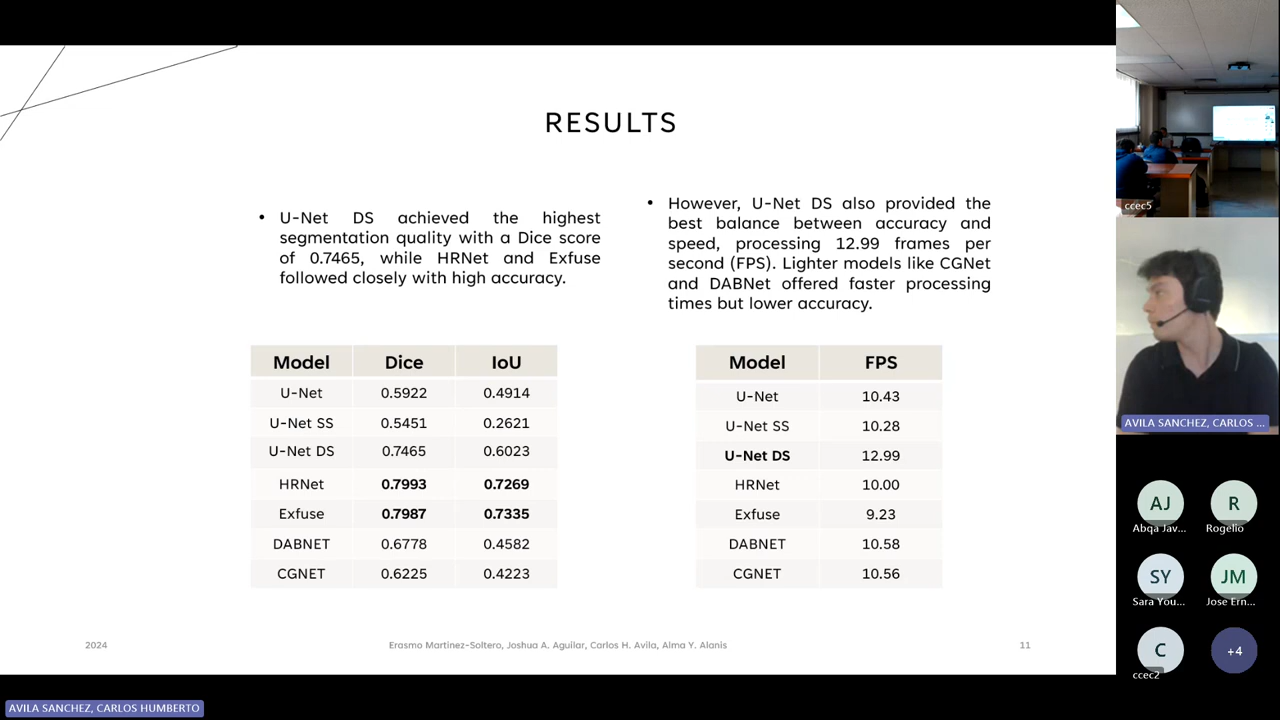 RESULTS
• U-Net DS achieved the highest
segmentation quality with a Dice score
of 0.7465, while HRNet and Exfuse
followed closely with high accuracy.
• However, U-Net DS also provided the
best balance between accuracy and
speed, processing 12.99 frames per
second (FPS). Lighter models like CGNet
and DABNet offered faster processing
times but lower accuracy.
Model Dice IoU
U-Net 0.5922 0.4914
U-Net SS 0.5451 0.2621
U-Net DS 0.7465 0.6023
HRNet 0.7993 0.7269
Exfuse 0.7987 0.7335
DABNET 0.6778 0.4582
CGNET 0.6225 0.4223
Model FPS
U-Net 10.43
U-Net SS 10.28
U-Net DS 12.99
HRNet 10.00
Exfuse 9.23
DABNET 10.58
CGNET 10.56
2024
Erasmo Martinez-Soltero, Joshua A. Aguilar, Carlos H. Avila, Alma Y. Alanis
11
AVILA SANCHEZ, CARLOS HUMBERTO
ccec5
AVILA SANCHEZ, CARLOS ...
AJ
Abqa Jav...
R
Rogelio
SY
Sara You...
JM
Jose Ern...
C
ccec2
+4